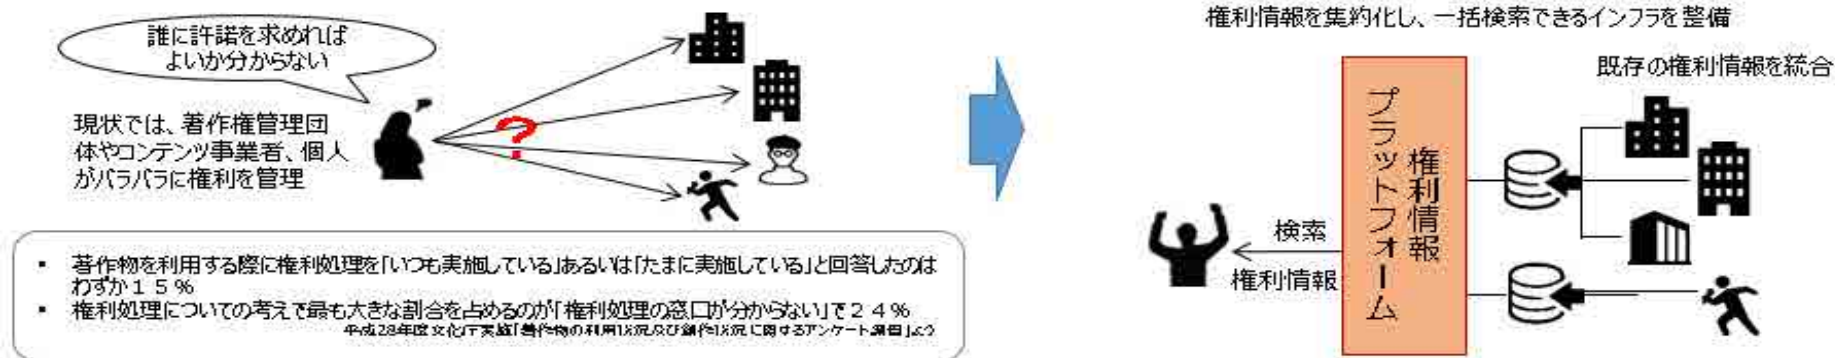 誰に許諾を求めれば
よいか分からない
現状では、著作権管理団
体やコンテンツ事業者、個人
がバラバラに権利を管理
?
▪ 著作物を利用する際に権利処理を「いつも実施している」あるいは「たまに実施している」と回答したのは
わずか15%
▪ 権利処理についての考えで最も大きな割合を占めるのが「権利処理の窓口が分からない」で24%
平成28年度文化庁実施「著作物の利用状況及び創作状況に関するアンケート調査」より
権利情報を集約化し、一括検索できるインフラを整備
既存の権利情報を統合
権利情報
プラットフォーム
検索
権利情報